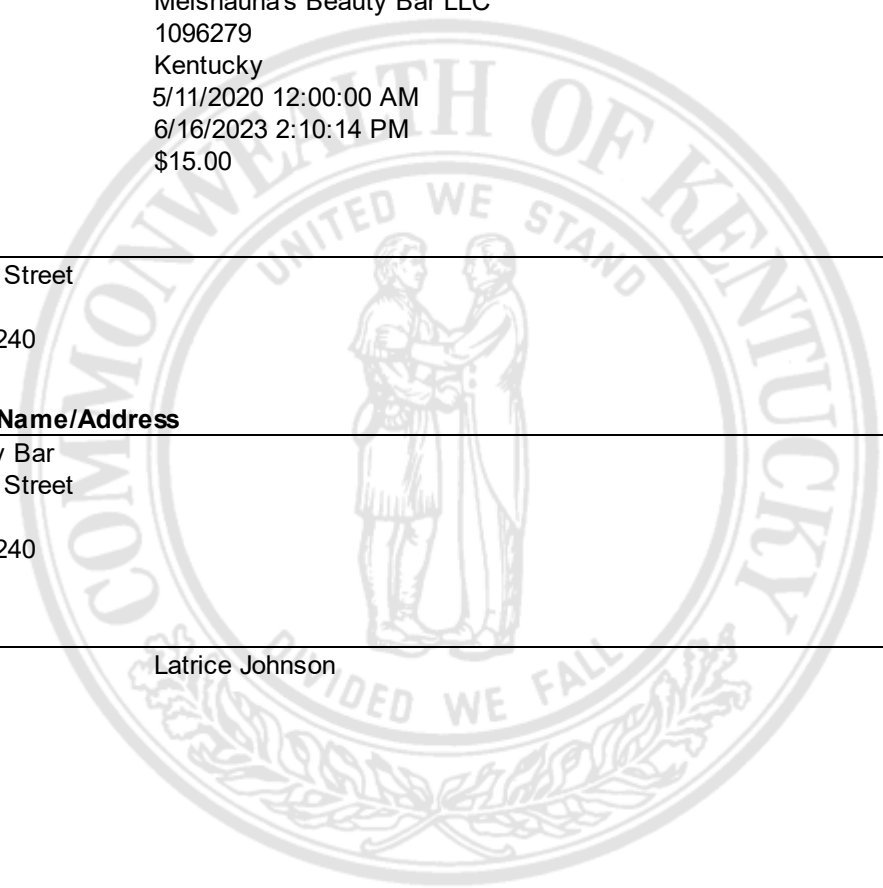 Meishauna's Beauty Bar LLC
1096279
Kentucky
5/11/2020 12:00:00 AM
6/16/2023 2:10:14 PM
$15.00
COMMONWEALTH OF KENTUCKY
UNITED WE STAND
Street
240
Name/Address
Bar
Street
240
Latrice Johnson
DIVIDED WE FALL